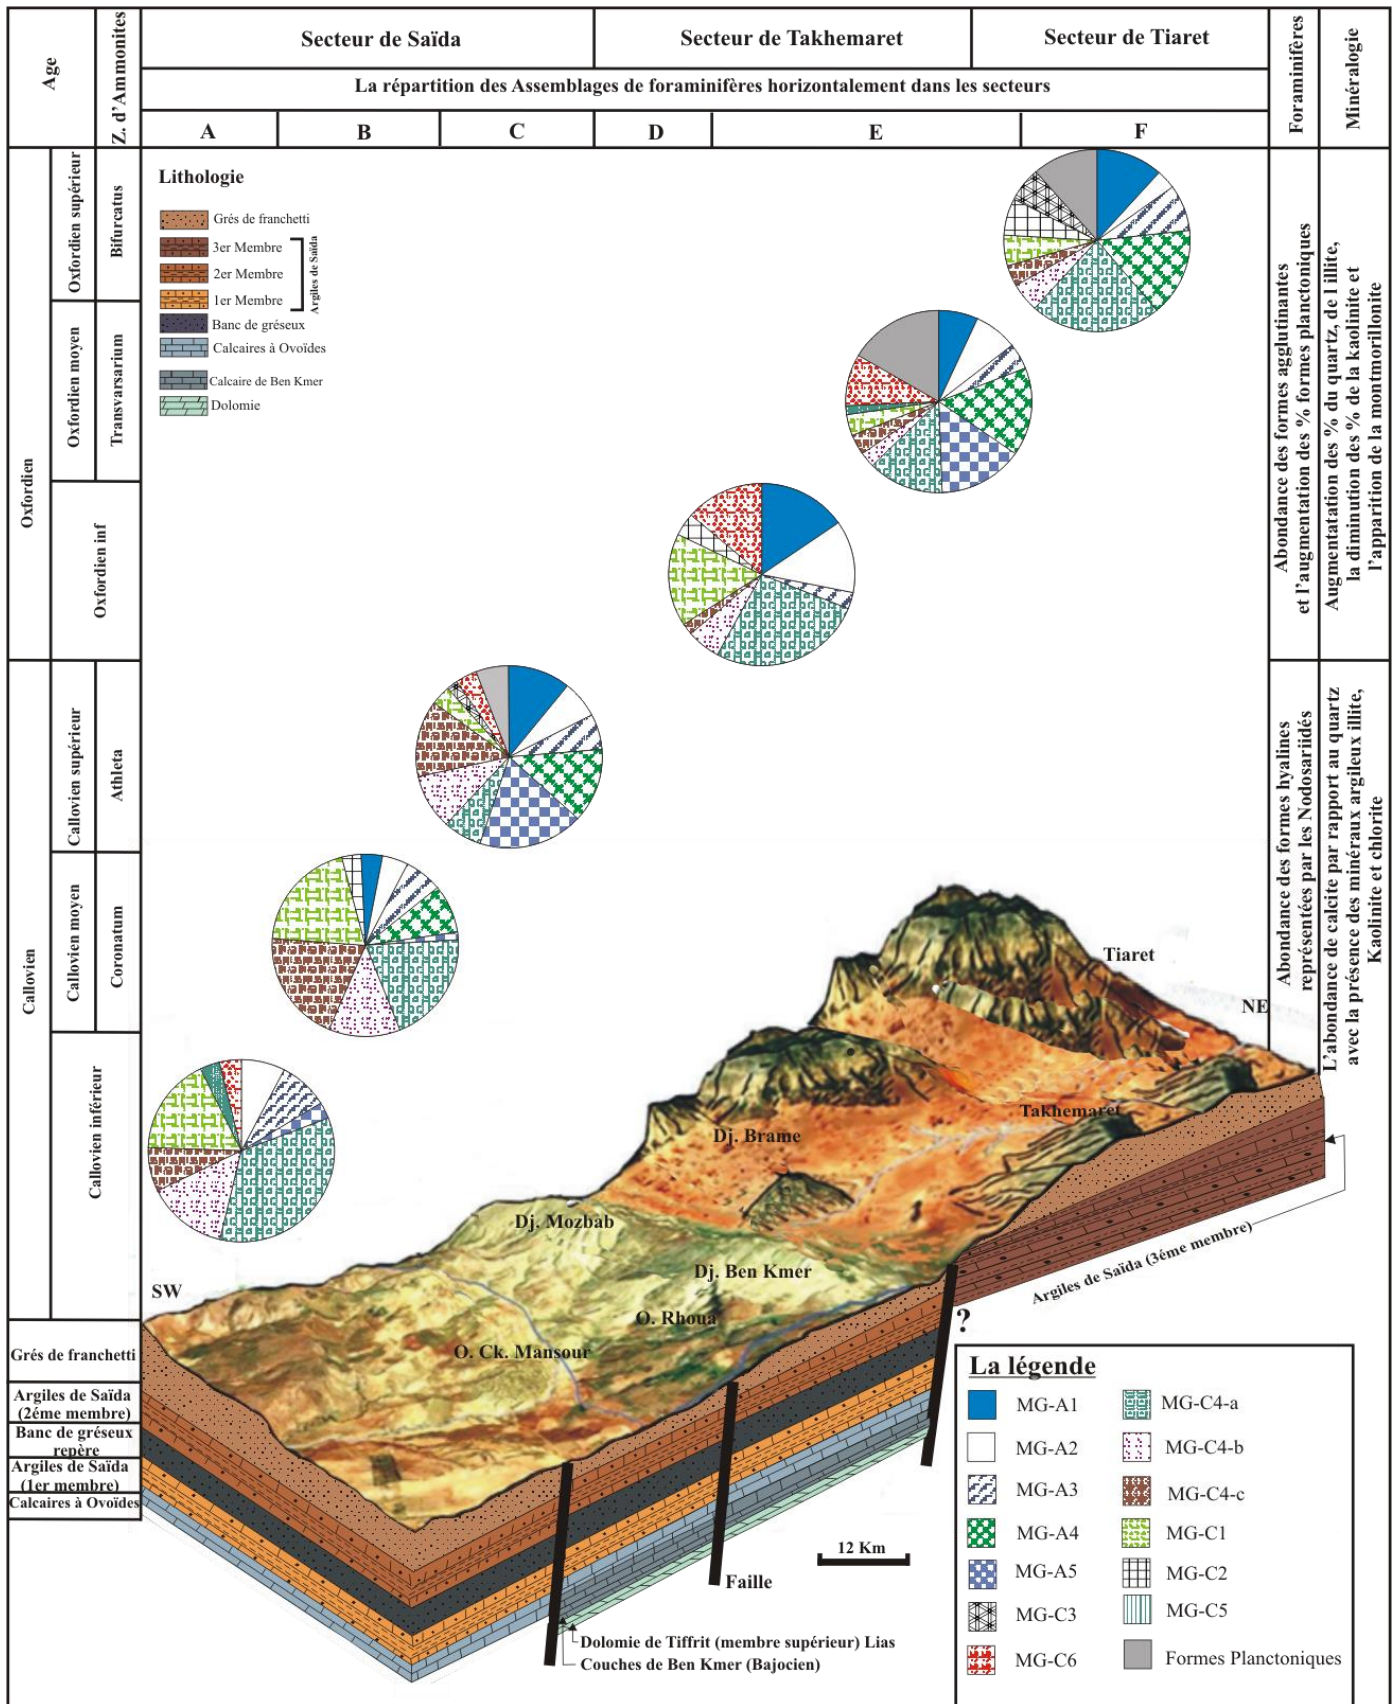 Age
Z. d'Ammonites
Secteur de Saïda
Secteur de Takhemaret
Secteur de Tiaret
Foraminifères
Minéralogie
La répartition des Assemblages de foraminifères horizontalement dans les secteurs
A
B
C
D
E
F
Oxfordien
Oxfordien supérieur
Bifurcatus
Oxfordien moyen
Transvarsarium
Oxfordien inf
Callovien
Callovien supérieur
Athleta
Callovien moyen
Coronatum
Callovien inférieur
Lithologie
Grés de franchetti
3er Membre
2er Membre
1er Membre
Argiles de Saïda
Banc de gréseux
Calcaires à Ovoïdes
Calcaire de Ben Kmer
Dolomie
Abondance des formes agglutinantes
et l'augmentation des % formes planctoniques
Augmentatation des % du quartz, de l'illite,
la diminution des % de la kaolinite et
l'apparition de la montmorillonite
Abondance des formes hyalines
représentées par les Nodosariidés
L'abondance de calcite par rapport au quartz
avec la présence des minéraux argileux illite,
Kaolinite et chlorite
Tiaret
NE
Takhemaret
Dj. Brame
Dj. Mozbab
Dj. Ben Kmer
SW
O. Rhoua
O. Ck. Mansour
Argiles de Saïda (3éme membre)
?
Grés de franchetti
Argiles de Saïda
(2éme membre)
Banc de gréseux
repère
Argiles de Saïda
(1er membre)
Calcaires à Ovoïdes
12 Km
Faille
Dolomie de Tiffrit (membre supérieur) Lias
Couches de Ben Kmer (Bajocien)
La légende
MG-A1
MG-A2
MG-A3
MG-A4
MG-A5
MG-C3
MG-C6
MG-C4-a
MG-C4-b
MG-C4-c
MG-C1
MG-C2
MG-C5
Formes Planctoniques